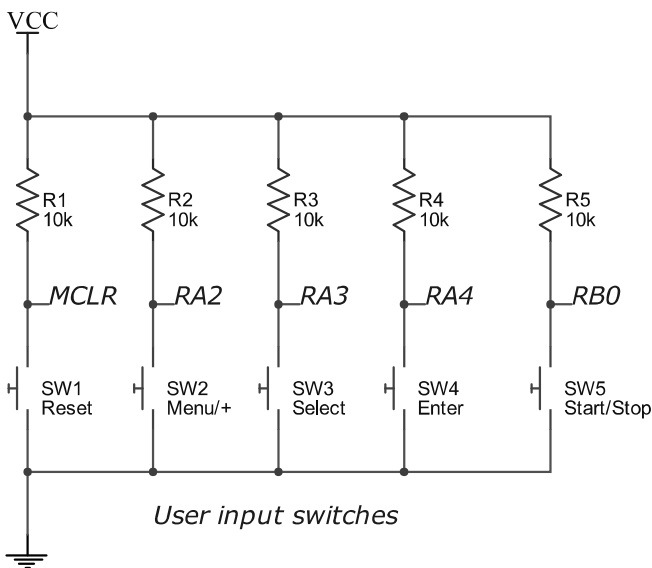 VCC
R1
10k
R2
10k
R3
10k
R4
10k
R5
10k
MCLR
RA2
RA3
RA4
RB0
SW1
Reset
SW2
Menu/+
SW3
Select
SW4
Enter
SW5
Start/Stop
User input switches